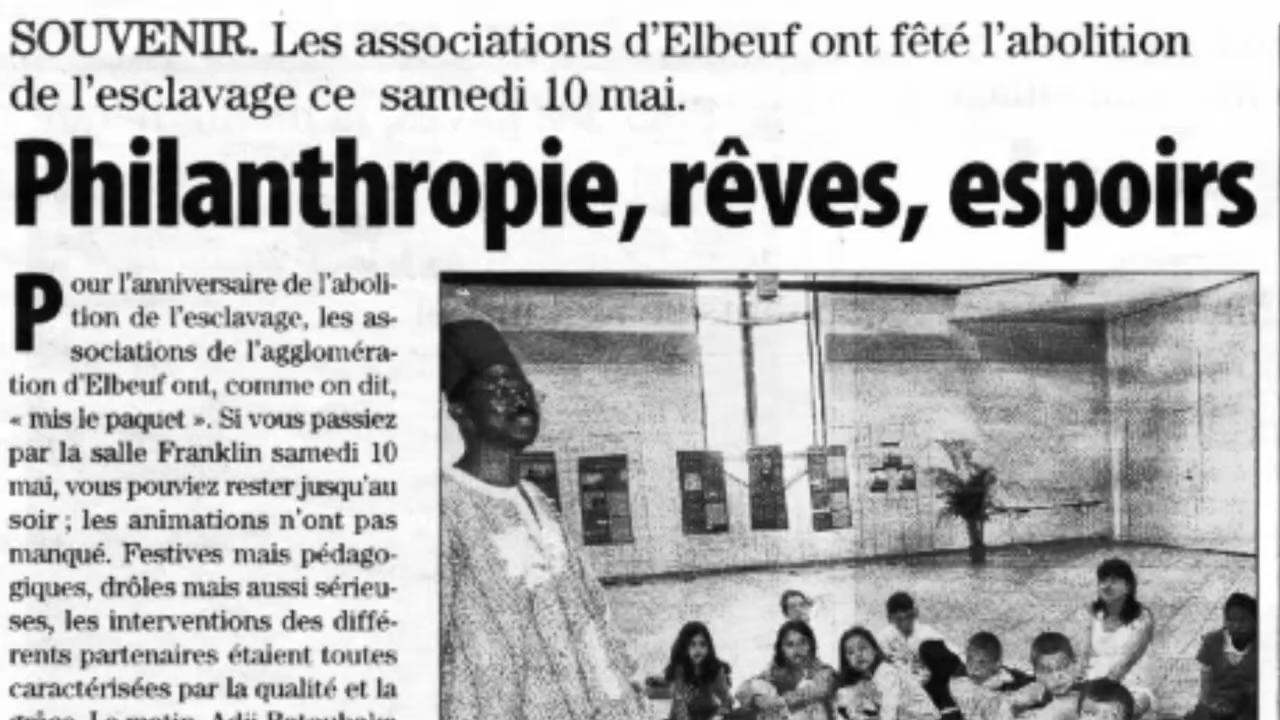 SOUVENIR. Les associations d'Elbeuf ont fêté l'abolition
de l'esclavage ce samedi 10 mai.
Philanthropie, rêves, espoirs
Pour l'anniversaire de l'aboli-
tion de l'esclavage, les as-
sociations de l'aggloméra-
tion d'Elbeuf ont, comme on dit,
« mis le paquet ». Si vous passiez
par la salle Franklin samedi 10
mai, vous pouviez rester jusqu'au
soir ; les animations n'ont pas
manqué. Festives mais pédago-
giques, drôles mais aussi sérieu-
ses, les interventions des diffé-
rents partenaires étaient toutes
caractérisées par la qualité et la
grâce. Le matin, Adji